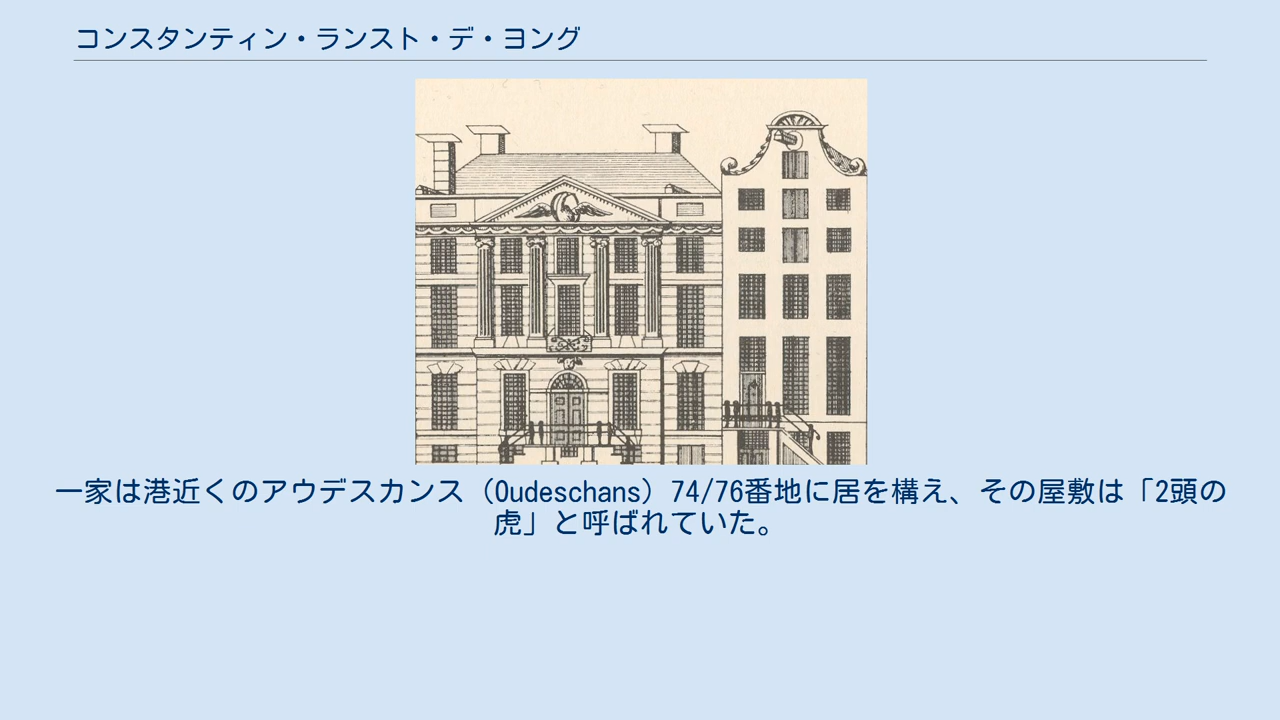 コンスタンティン・ランスト・デ・ヨング
一家は港近くのアウデスカンス（Oudeschans）74/76番地に居を構え、その屋敷は「2頭の
虎」と呼ばれていた。